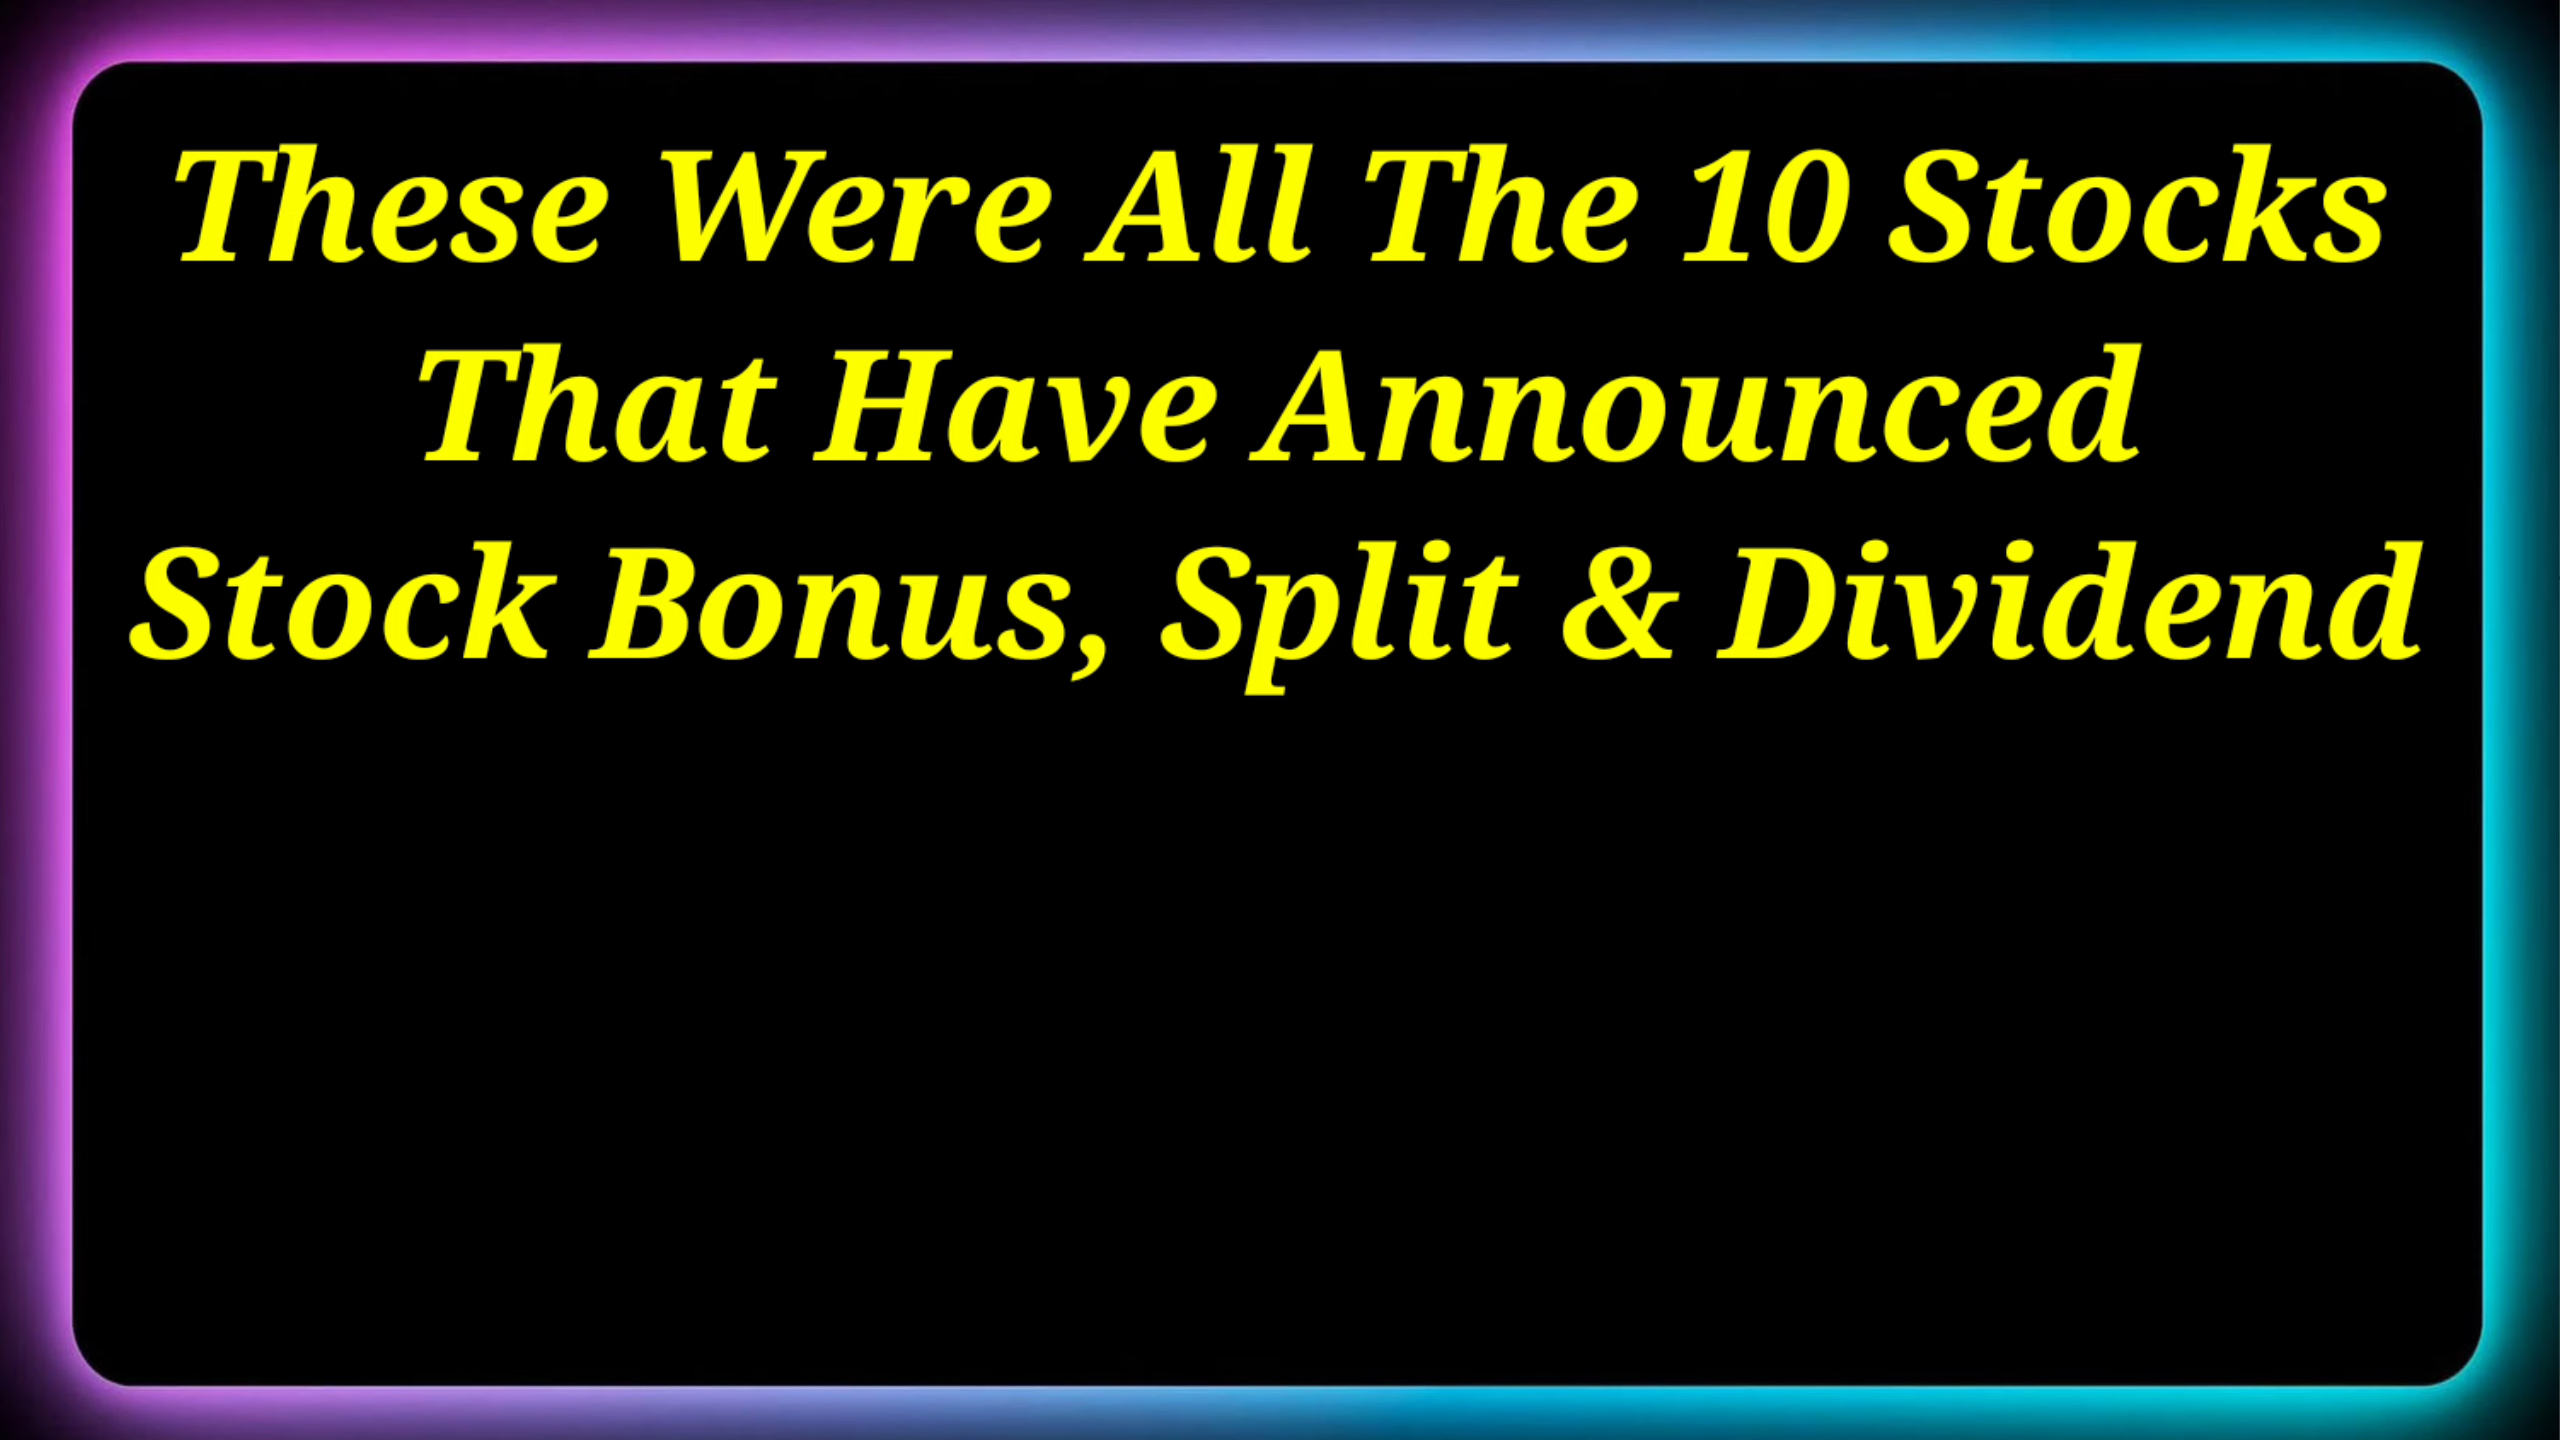 These Were All The 10 Stocks
That Have Announced
Stock Bonus, Split & Dividend